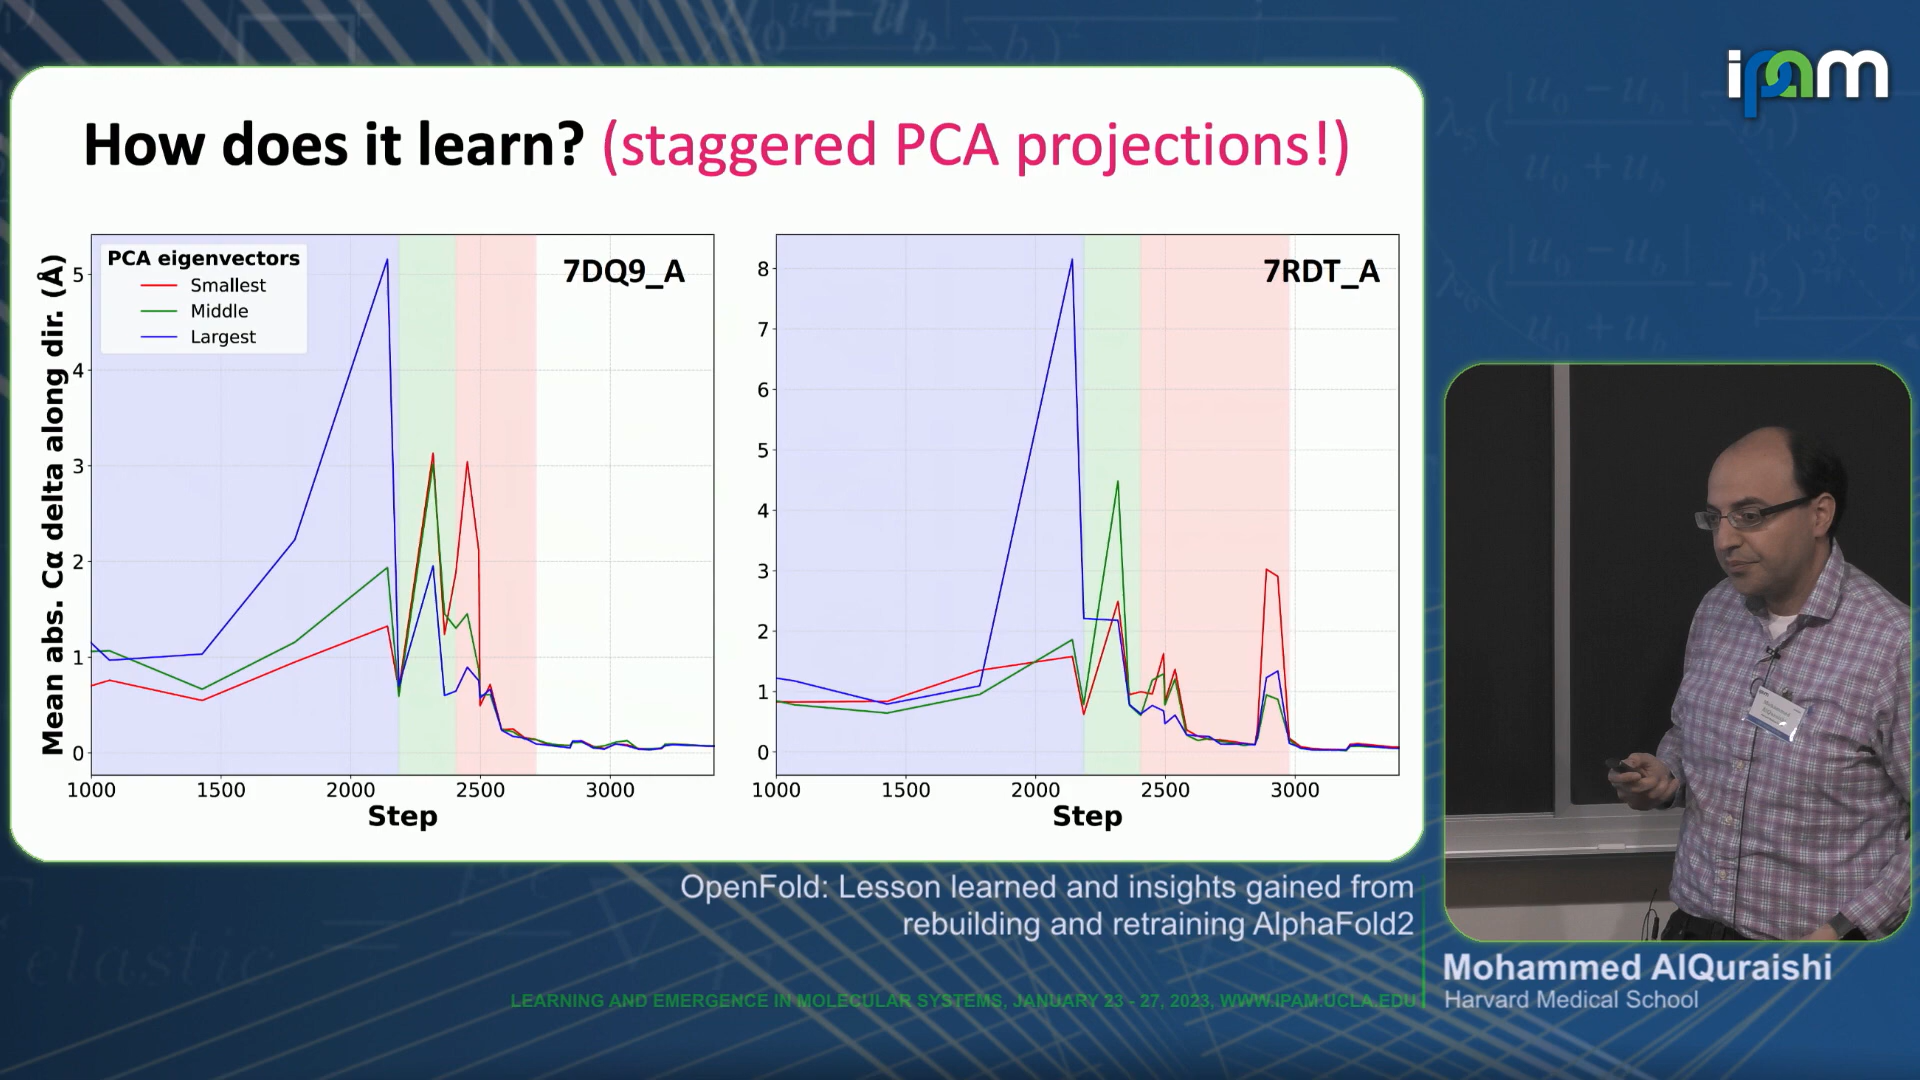 ipam
How does it learn? (staggered PCA projections!)
Mean abs. Cα delta along dir. (Å)
5
4
3
2
1
0
PCA eigenvectors
Smallest
Middle
Largest
7DQ9_A
1000 1500 2000 2500 3000
Step
8
7
6
5
4
3
2
1
0
7RDT_A
1000 1500 2000 2500 3000
Step
OpenFold: Lesson learned and insights gained from
rebuilding and retraining AlphaFold2
Mohammed AlQuraishi
Harvard Medical School
LEARNING AND EMERGENCE IN MOLECULAR SYSTEMS, JANUARY 23 - 27, 2023, WWW.IPAM.UCLA.EDU
elastic